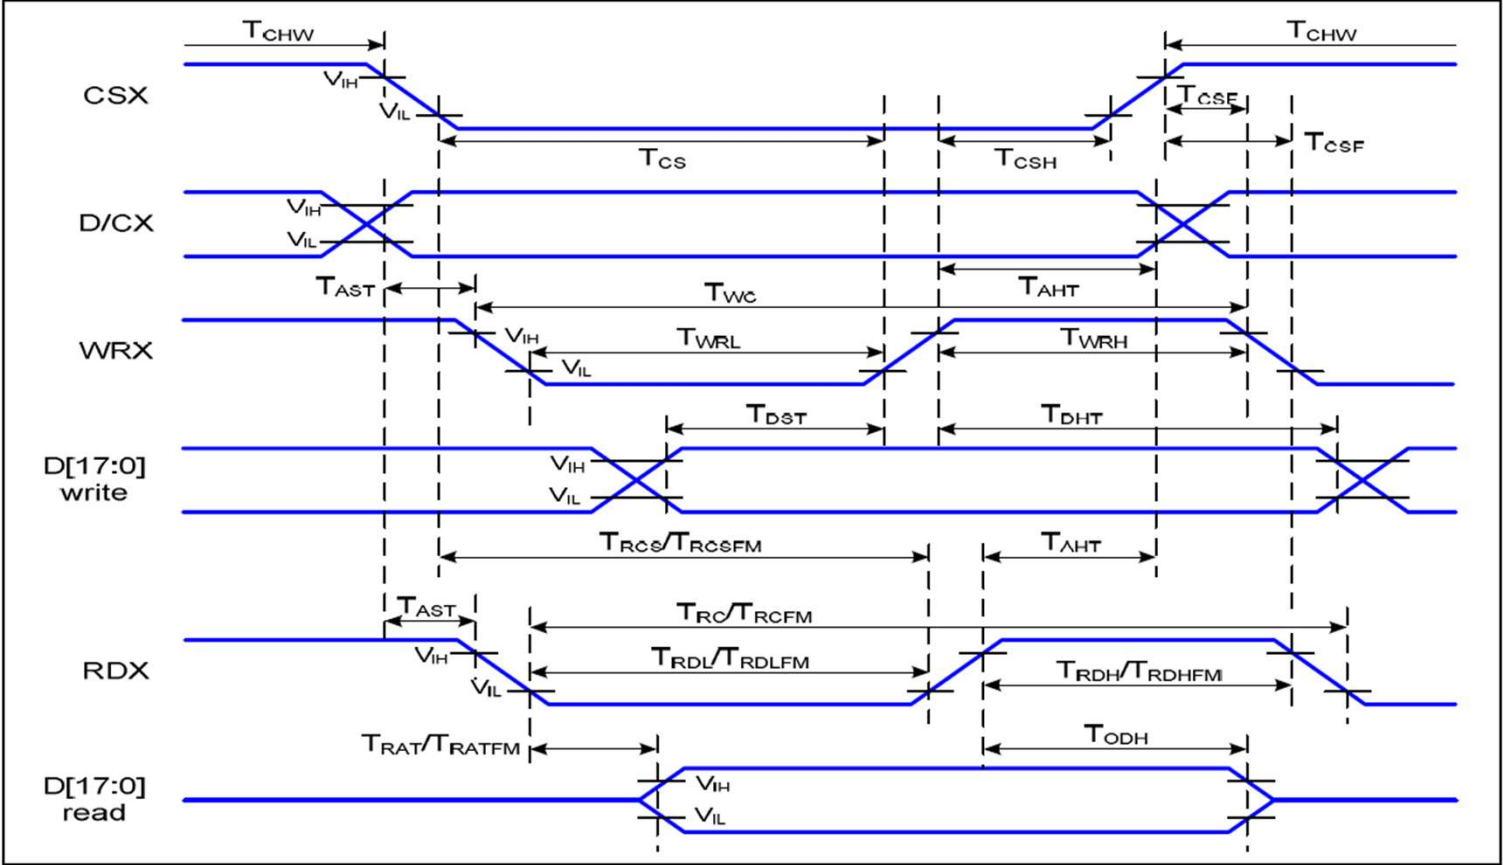 TCHW
TCHW
CSX
VIH
VIL
TCSF
TCS
TCSH
TCSF
D/CX
VIH
VIL
TAST
TWC
TAHT
WRX
VIH
TWRL
TWRH
VIL
TDST
TDHT
D[17:0]
write
VIH
VIL
TRCS/TRCSFM
TAHT
TAST
TRC/TRCFM
RDX
VIH
TRDL/TRDLFM
TRDH/TRDHFM
VIL
TRAT/TRATFM
TODH
D[17:0]
read
VIH
VIL